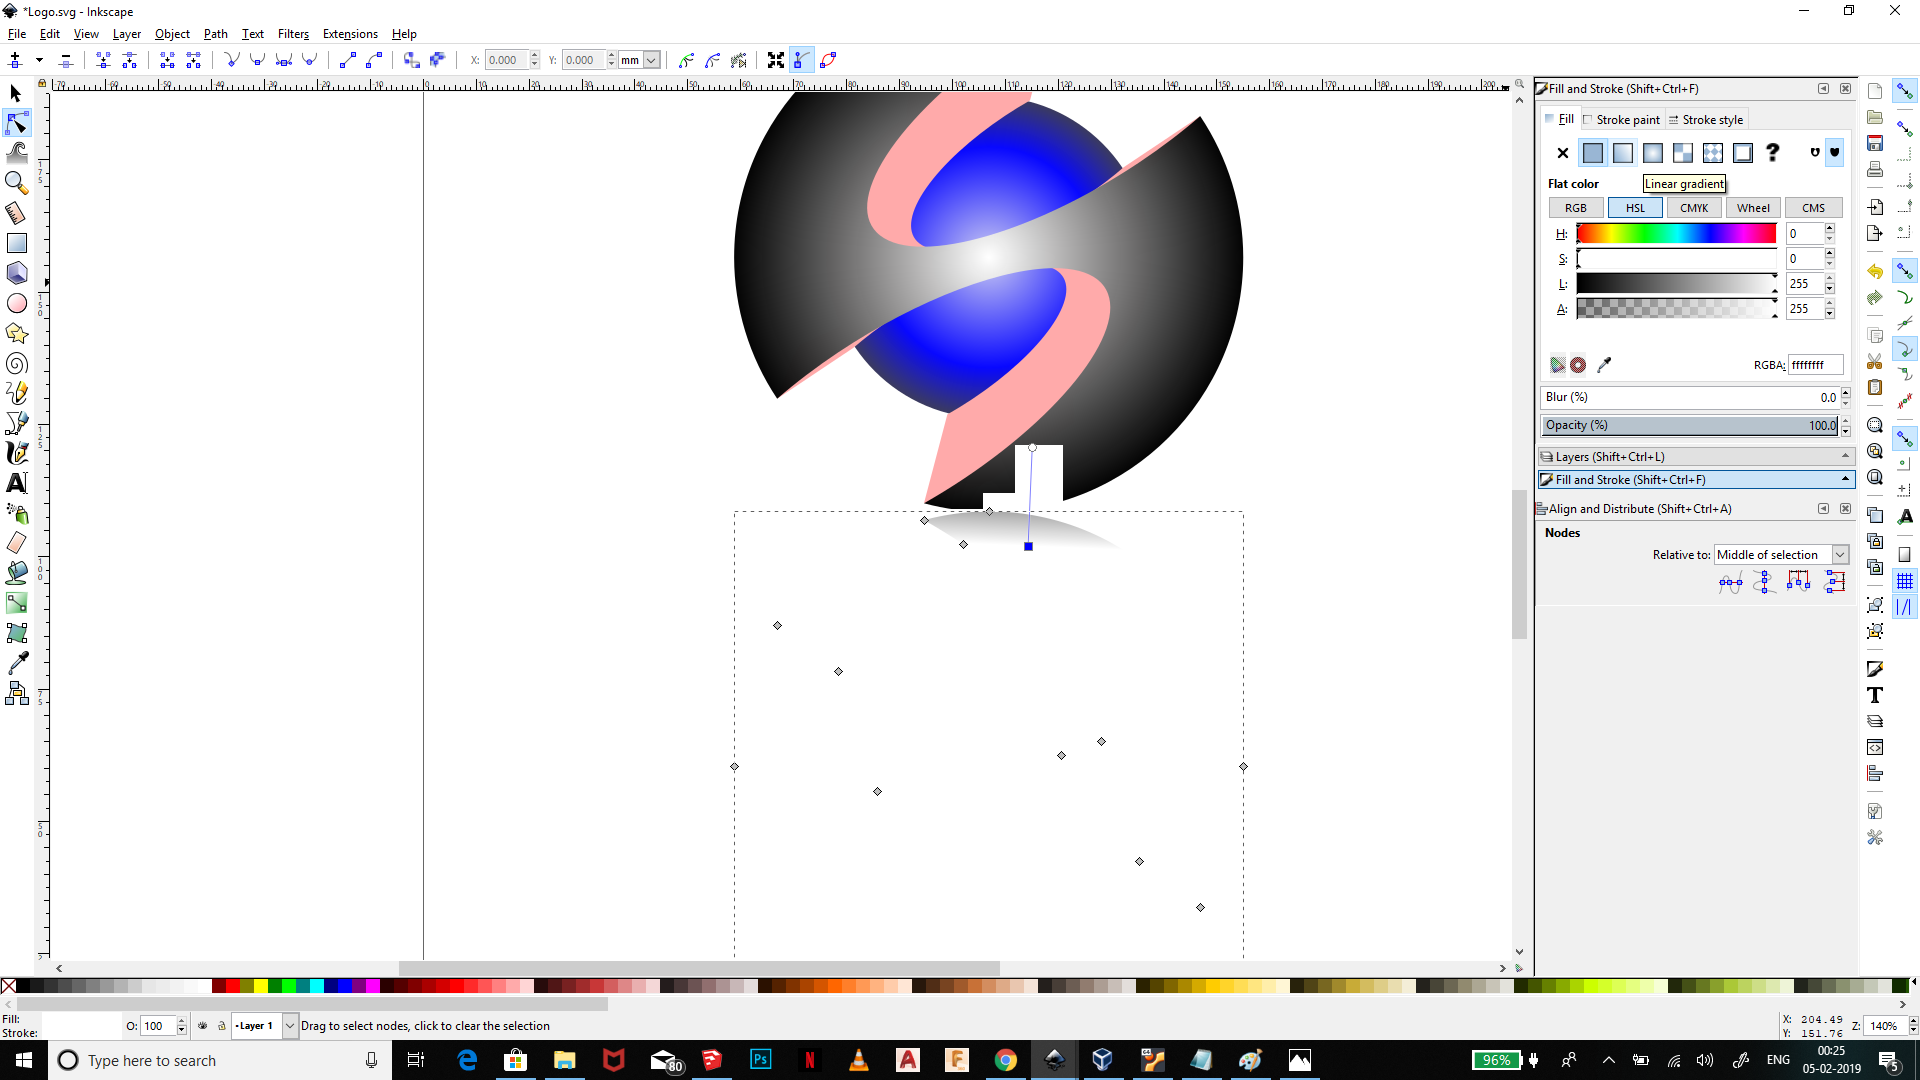 *Logo.svg - Inkscape
File Edit View Layer Object Path Text Filters Extensions Help
X: 0.000 Y: 0.000 mm
Fill and Stroke (Shift+Ctrl+F)
Fill Stroke paint Stroke style
Flat color
Linear gradient
RGB HSL CMYK Wheel CMS
H: 0
S: 0
L: 255
A: 255
RGBA: ffffffff
Blur (%) 0.0
Opacity (%) 100.0
Layers (Shift+Ctrl+L)
Fill and Stroke (Shift+Ctrl+F)
Align and Distribute (Shift+Ctrl+A)
Nodes
Relative to: Middle of selection
Fill:
Stroke:
O: 100
•Layer 1
Drag to select nodes, click to clear the selection
X: 204.49
Y: 151.76
Z: 140%
Type here to search
80
Ps
96%
ENG
00:25
05-02-2019
5